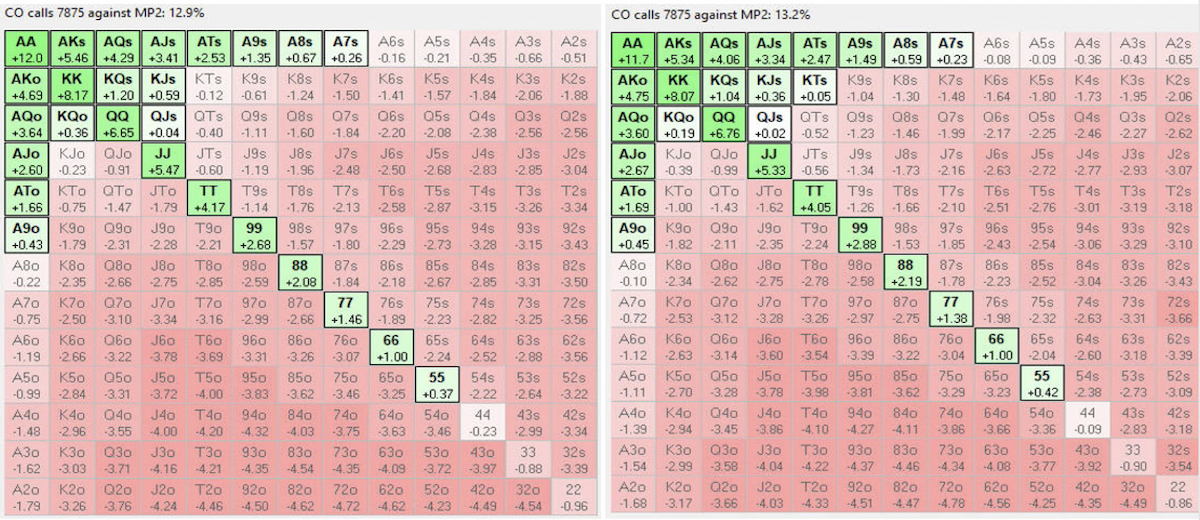 CO calls 7875 against MP2: 12.9%
AA AKs AQs AJs ATs A9s A8s A7s A6s A5s A4s A3s A2s
+12.0 +5.46 +4.29 +3.41 +2.53 +1.35 +0.67 +0.26 -0.16 -0.21 -0.35 -0.66 -0.51
AKo KK KQs KJs KTs K9s K8s K7s K6s K5s K4s K3s K2s
+4.69 +8.17 +1.20 +0.59 -0.12 -0.61 -1.24 -1.50 -1.41 -1.57 -1.84 -2.06 -1.88
AQo KQo QQ QJs QTs Q9s Q8s Q7s Q6s Q5s Q4s Q3s Q2s
+3.64 +0.36 +6.65 +0.04 -0.40 -1.11 -1.60 -1.84 -2.20 -2.08 -2.38 -2.56 -2.56
AJo KJo QJo JJ JTs J9s J8s J7s J6s J5s J4s J3s J2s
+2.60 -0.23 -0.91 +5.47 -0.60 -1.19 -1.96 -2.48 -2.50 -2.68 -2.83 -2.85 -3.04
ATo KTo QTo JTo TT T9s T8s T7s T6s T5s T4s T3s T2s
+1.66 -0.75 -1.47 -1.79 +4.17 -1.14 -1.76 -2.13 -2.58 -2.87 -3.15 -3.26 -3.34
A9o K9o Q9o J9o T9o 99 98s 97s 96s 95s 94s 93s 92s
+0.43 -1.79 -2.31 -2.28 -2.21 +2.68 -1.57 -1.80 -2.29 -2.73 -3.28 -3.15 -3.43
A8o K8o Q8o J8o T8o 98o 88 87s 86s 85s 84s 83s 82s
-0.22 -2.35 -2.66 -2.75 -2.85 -2.59 +2.08 -1.84 -2.18 -2.67 -2.85 -3.31 -3.50
A7o K7o Q7o J7o T7o 97o 87o 77 76s 75s 74s 73s 72s
-0.75 -2.50 -3.10 -3.34 -3.16 -2.99 -2.66 +1.46 -1.89 -2.23 -2.82 -3.25 -3.56
A6o K6o Q6o J6o T6o 96o 86o 76o 66 65s 64s 63s 62s
-1.19 -2.66 -3.22 -3.78 -3.69 -3.31 -3.26 -3.07 +1.00 -2.24 -2.52 -2.88 -3.56
A5o K5o Q5o J5o T5o 95o 85o 75o 65o 55 54s 53s 52s
-0.99 -2.84 -3.31 -3.72 -4.00 -3.83 -3.62 -3.46 -3.25 +0.37 -2.22 -2.64 -3.22
A4o K4o Q4o J4o T4o 94o 84o 74o 64o 54o 44 43s 42s
-1.48 -2.96 -3.55 -4.00 -4.20 -4.32 -4.03 -3.75 -3.63 -3.46 -0.23 -2.99 -3.34
A3o K3o Q3o J3o T3o 93o 83o 73o 63o 53o 43o 33 32s
-1.62 -3.03 -3.71 -4.16 -4.21 -4.35 -4.54 -4.35 -4.09 -3.72 -3.97 -0.88 -3.39
A2o K2o Q2o J2o T2o 92o 82o 72o 62o 52o 42o 32o 22
-1.79 -3.26 -3.76 -4.24 -4.46 -4.50 -4.62 -4.72 -4.62 -4.23 -4.49 -4.54 -0.96
CO calls 7875 against MP2: 13.2%
AA AKs AQs AJs ATs A9s A8s A7s A6s A5s A4s A3s A2s
+11.7 +5.34 +4.06 +3.34 +2.47 +1.49 +0.59 +0.23 -0.08 -0.09 -0.36 -0.43 -0.65
AKo KK KQs KJs KTs K9s K8s K7s K6s K5s K4s K3s K2s
+4.75 +8.07 +1.04 +0.36 +0.05 -1.04 -1.30 -1.48 -1.64 -1.80 -1.73 -1.95 -2.06
AQo KQo QQ QJs QTs Q9s Q8s Q7s Q6s Q5s Q4s Q3s Q2s
+3.60 +0.19 +6.76 +0.02 -0.52 -1.23 -1.46 -1.99 -2.17 -2.25 -2.46 -2.27 -2.62
AJo KJo QJo JJ JTs J9s J8s J7s J6s J5s J4s J3s J2s
+2.67 -0.39 -0.99 +5.33 -0.56 -1.34 -1.73 -2.16 -2.63 -2.72 -2.77 -2.93 -3.07
ATo KTo QTo JTo TT T9s T8s T7s T6s T5s T4s T3s T2s
+1.69 -1.00 -1.43 -1.62 +4.05 -1.26 -1.66 -2.10 -2.51 -2.76 -3.01 -3.19 -3.18
A9o K9o Q9o J9o T9o 99 98s 97s 96s 95s 94s 93s 92s
+0.45 -1.82 -2.11 -2.35 -2.24 +2.88 -1.53 -1.85 -2.43 -2.54 -3.06 -3.29 -3.10
A8o K8o Q8o J8o T8o 98o 88 87s 86s 85s 84s 83s 82s
-0.10 -2.34 -2.62 -2.75 -2.78 -2.58 +2.19 -1.78 -2.23 -2.52 -3.04 -3.26 -3.43
A7o K7o Q7o J7o T7o 97o 87o 77 76s 75s 74s 73s 72s
-0.72 -2.53 -3.12 -3.28 -3.26 -2.97 -2.75 +1.38 -1.98 -2.32 -2.63 -3.31 -3.66
A6o K6o Q6o J6o T6o 96o 86o 76o 66 65s 64s 63s 62s
-1.12 -2.63 -3.14 -3.60 -3.54 -3.39 -3.22 -3.04 +1.00 -2.04 -2.60 -3.18 -3.39
A5o K5o Q5o J5o T5o 95o 85o 75o 65o 55 54s 53s 52s
-1.11 -2.70 -3.28 -3.78 -3.98 -3.81 -3.62 -3.29 -3.23 +0.42 -2.38 -2.73 -3.09
A4o K4o Q4o J4o T4o 94o 84o 74o 64o 54o 44 43s 42s
-1.39 -2.94 -3.45 -3.86 -4.10 -4.27 -4.11 -3.86 -3.66 -3.36 -0.09 -2.83 -3.18
A3o K3o Q3o J3o T3o 93o 83o 73o 63o 53o 43o 33 32s
-1.54 -2.99 -3.58 -4.04 -4.22 -4.37 -4.46 -4.34 -4.08 -3.77 -3.92 -0.90 -3.54
A2o K2o Q2o J2o T2o 92o 82o 72o 62o 52o 42o 32o 22
-1.68 -3.17 -3.66 -4.03 -4.33 -4.51 -4.47 -4.78 -4.56 -4.25 -4.35 -4.49 -0.86